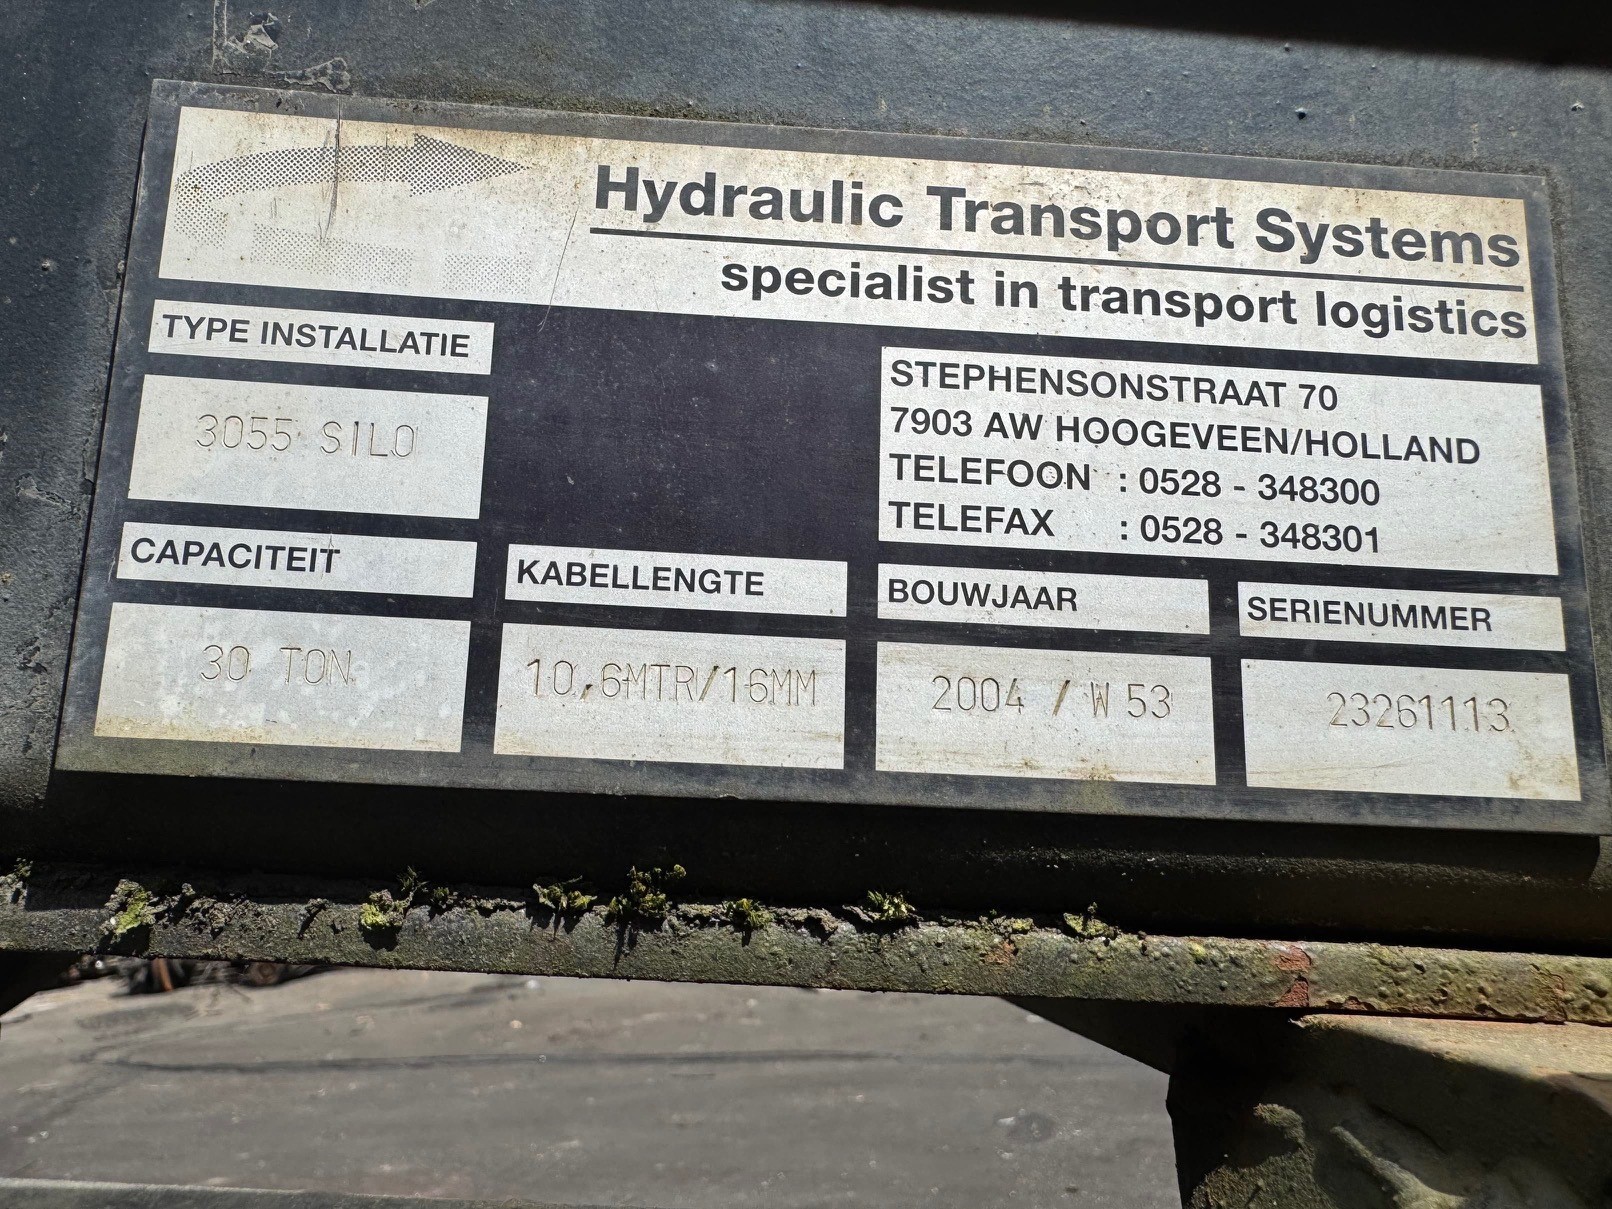 Hydraulic Transport Systems
specialist in transport logistics
TYPE INSTALLATIE
3055 SILO
STEPHENSONSTRAAT 70
7903 AW HOOGEVEEN/HOLLAND
TELEFOON : 0528 - 348300
TELEFAX : 0528 - 348301
CAPACITEIT
30 TON
KABELLENGTE
10,6MTR/16MM
BOUWJAAR
2004 / W 53
SERIENUMMER
23261113